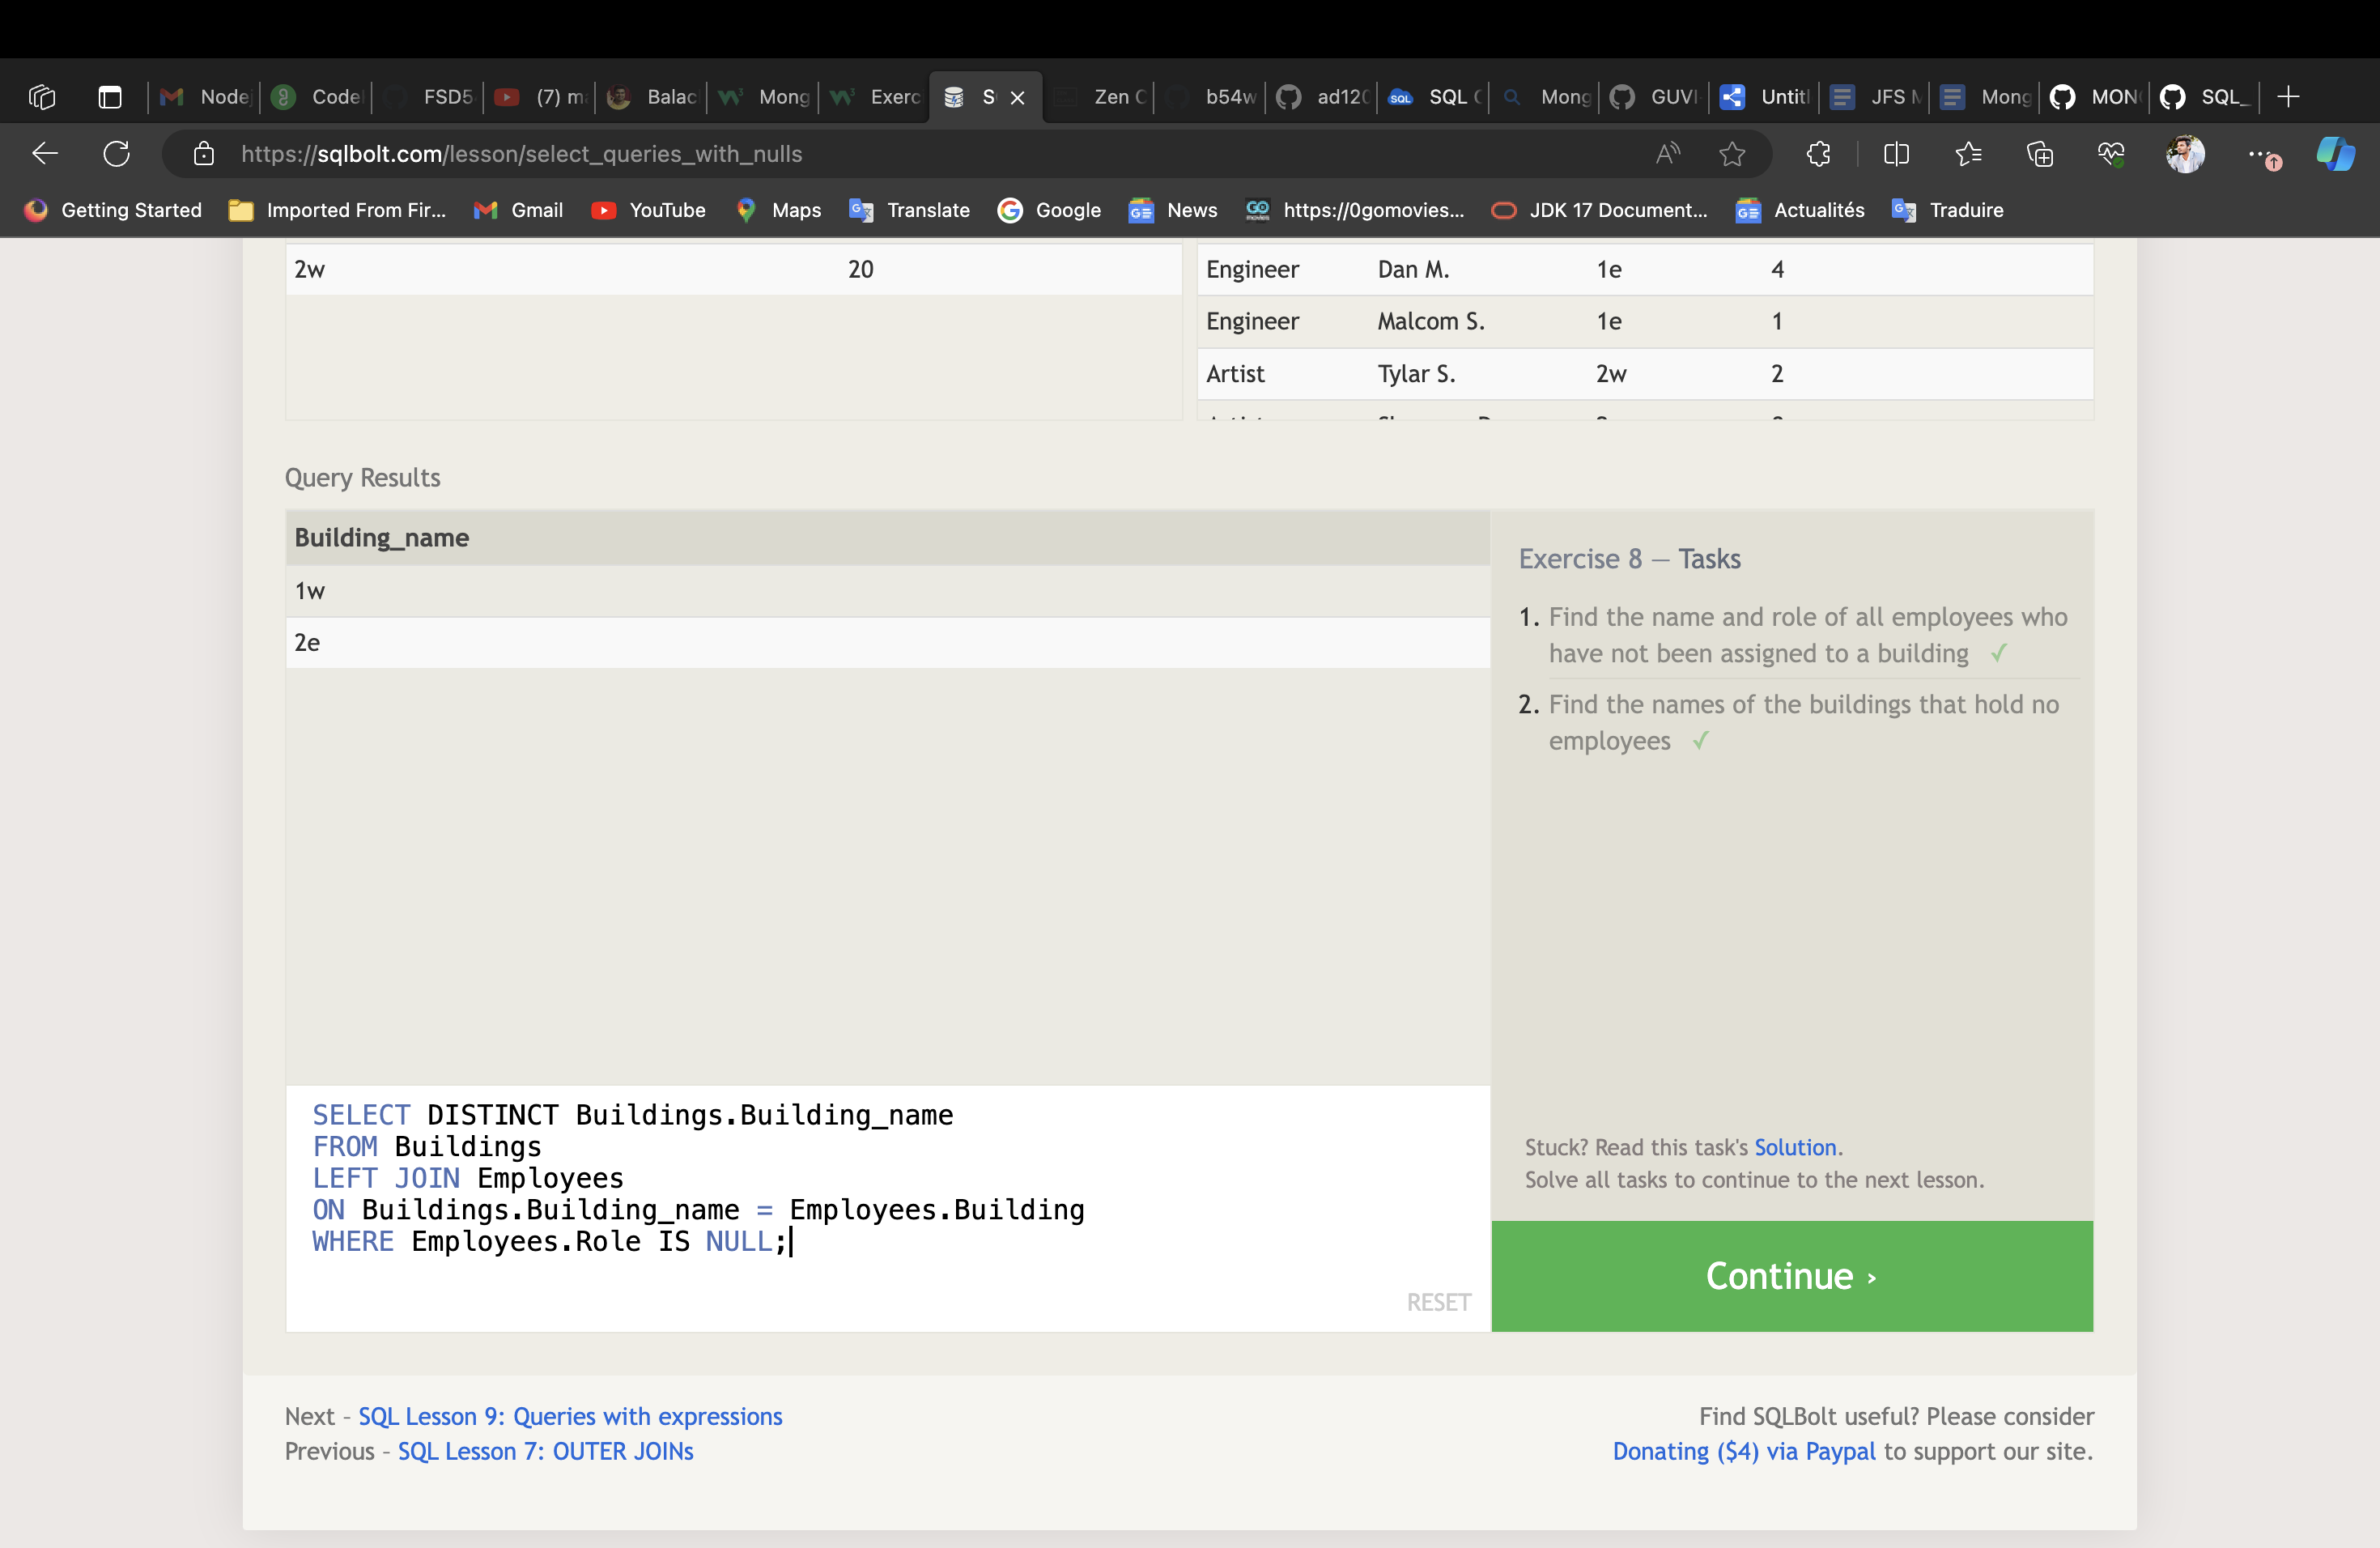 Node
Code
FSD5
(7) m
Balac
Mong
Exerc
S
Zen C
b54w
ad120
SQL
Mong
GUVI
Untitl
JFS M
Mong
MON
SQL_
https://sqlbolt.com/lesson/select_queries_with_nulls
Getting Started
Imported From Fir...
Gmail
YouTube
Maps
Translate
Google
News
https://0gomovies...
JDK 17 Document...
Actualités
Traduire
2w 20
Engineer Dan M. 1e 4
Engineer Malcom S. 1e 1
Artist Tylar S. 2w 2
Query Results
Building_name
1w
2e
Exercise 8 — Tasks
1. Find the name and role of all employees who
have not been assigned to a building ✓
2. Find the names of the buildings that hold no
employees ✓
SELECT DISTINCT Buildings.Building_name
FROM Buildings
LEFT JOIN Employees
ON Buildings.Building_name = Employees.Building
WHERE Employees.Role IS NULL;
RESET
Stuck? Read this task's Solution.
Solve all tasks to continue to the next lesson.
Continue ›
Next – SQL Lesson 9: Queries with expressions
Previous – SQL Lesson 7: OUTER JOINs
Find SQLBolt useful? Please consider
Donating ($4) via Paypal to support our site.